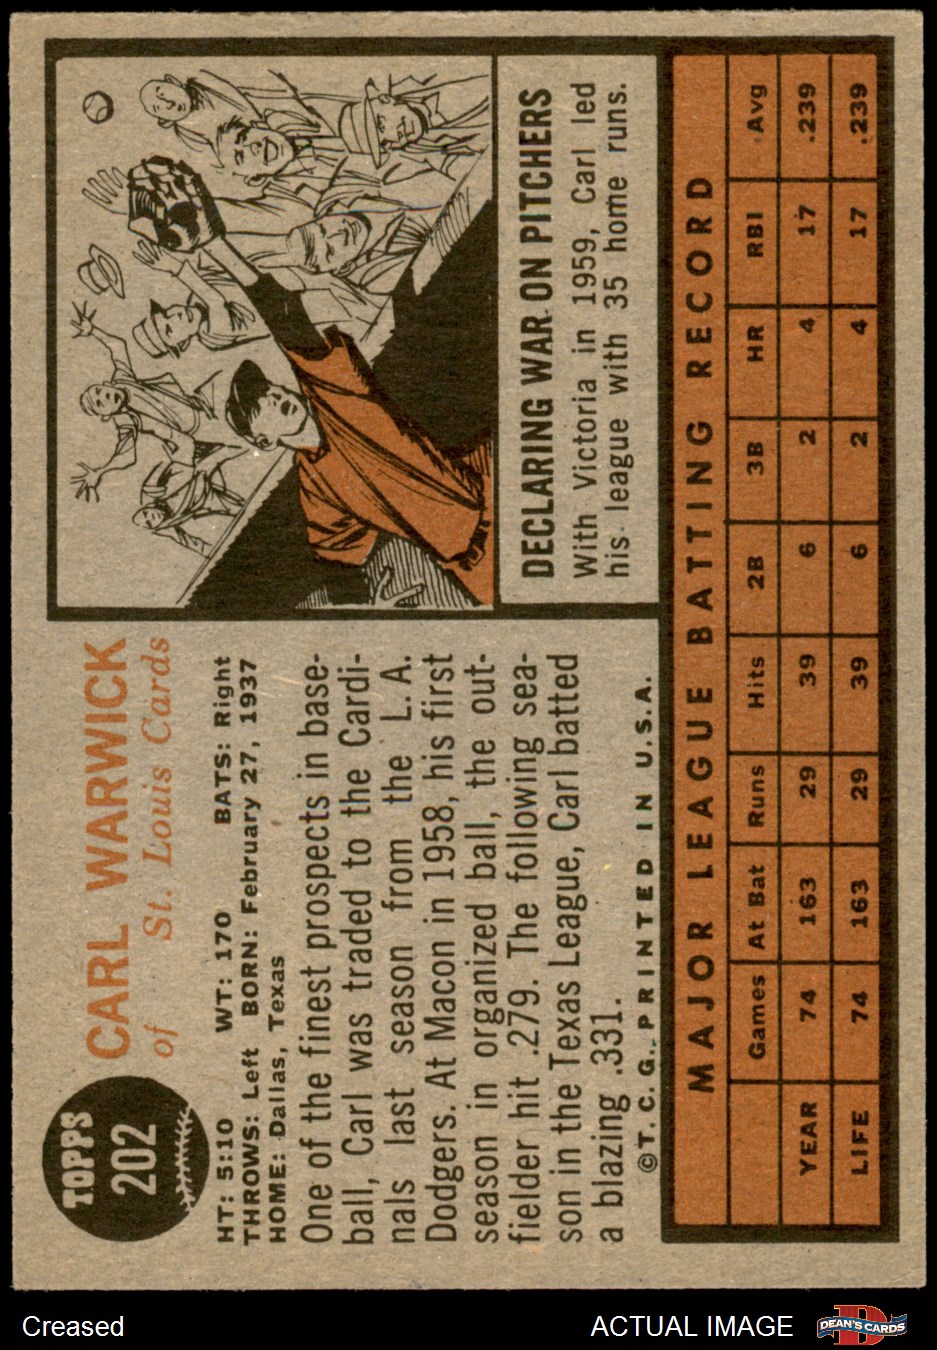 TOPPS
202
CARL WARWICK
of St. Louis Cards
HT: 5:10 WT: 170 BATS: Right
THROWS: Left BORN: February 27, 1937
HOME: Dallas, Texas
One of the finest prospects in base-
ball, Carl was traded to the Cardi-
nals last season from the L.A.
Dodgers. At Macon in 1958, his first
season in organized ball, the out-
fielder hit .279. The following sea-
son in the Texas League, Carl batted
a blazing .331.
© T. C. G. PRINTED IN U.S.A.
DECLARING WAR ON PITCHERS
With Victoria in 1959, Carl led
his league with 35 home runs.
MAJOR LEAGUE BATTING RECORD
Games At Bat Runs Hits 2B 3B HR RBI Avg
YEAR 74 163 29 39 6 2 4 17 .239
LIFE 74 163 29 39 6 2 4 17 .239
Creased
ACTUAL IMAGE
DEAN'S CARDS